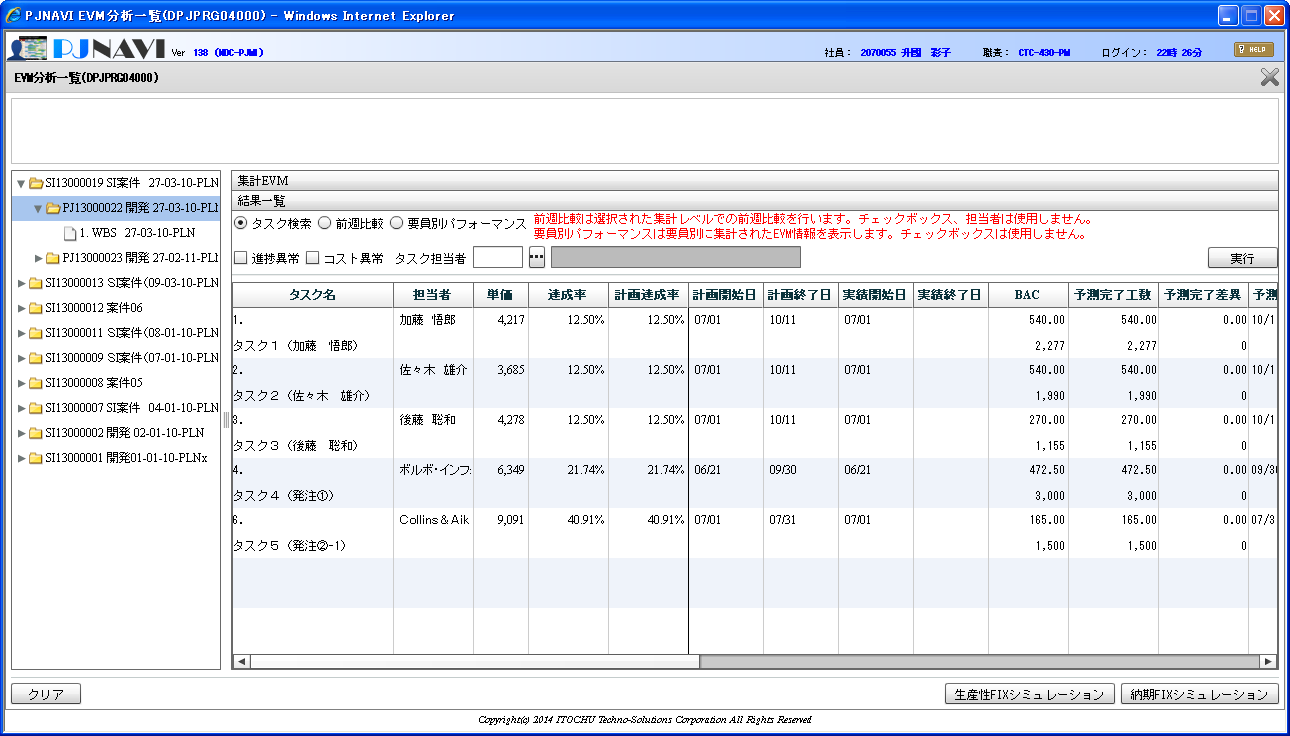 PJNAVI EVM分析一覧(DPJPRG04000) - Windows Internet Explorer
PJNAVI Ver 138 (NDC-PJMI) 社員： 2070055 升國 彩子 職責： CTC-430-PM ログイン： 22時 26分 ? HELP
EVM分析一覧(DPJPRG04000)
SI13000019 SI案件 27-03-10-PLN
PJ13000022 開発 27-03-10-PLI
1. WBS 27-03-10-PLN
PJ13000023 開発 27-02-11-PLI
SI13000013 SI案件(09-03-10-PLN
SI13000012 案件06
SI13000011 SI案件(08-01-10-PLN
SI13000009 SI案件(07-01-10-PLN
SI13000008 案件05
SI13000007 SI案件 04-01-10-PLN
SI13000002 開発 02-01-10-PLN
SI13000001 開発01-01-10-PLNx
集計EVM
結果一覧
タスク検索 前週比較 要員別パフォーマンス
前週比較は選択された集計レベルでの前週比較を行います。チェックボックス、担当者は使用しません。
要員別パフォーマンスは要員別に集計されたEVM情報を表示します。チェックボックスは使用しません。
進捗異常 コスト異常 タスク担当者 ••• 実行
タスク名 担当者 単価 達成率 計画達成率 計画開始日 計画終了日 実績開始日 実績終了日 BAC 予測完了工数 予測完了差異 予測
1. 加藤 悟郎 4,217 12.50% 12.50% 07/01 10/11 07/01 540.00 540.00 0.00 10/1
タスク１（加藤 悟郎） 2,277 2,277 0
2. 佐々木 雄介 3,685 12.50% 12.50% 07/01 10/11 07/01 540.00 540.00 0.00 10/1
タスク２（佐々木 雄介） 1,990 1,990 0
3. 後藤 聡和 4,278 12.50% 12.50% 07/01 10/11 07/01 270.00 270.00 0.00 10/1
タスク３（後藤 聡和） 1,155 1,155 0
4. ボルボ・インフ 6,349 21.74% 21.74% 06/21 09/30 06/21 472.50 472.50 0.00 09/30
タスク４（発注①） 3,000 3,000 0
6. Collins＆Aik 9,091 40.91% 40.91% 07/01 07/31 07/01 165.00 165.00 0.00 07/3
タスク５（発注②-1） 1,500 1,500 0
クリア 生産性FIXシミュレーション 納期FIXシミュレーション
Copyright(c) 2014 ITOCHU Techno-Solutions Corporation All Rights Reserved